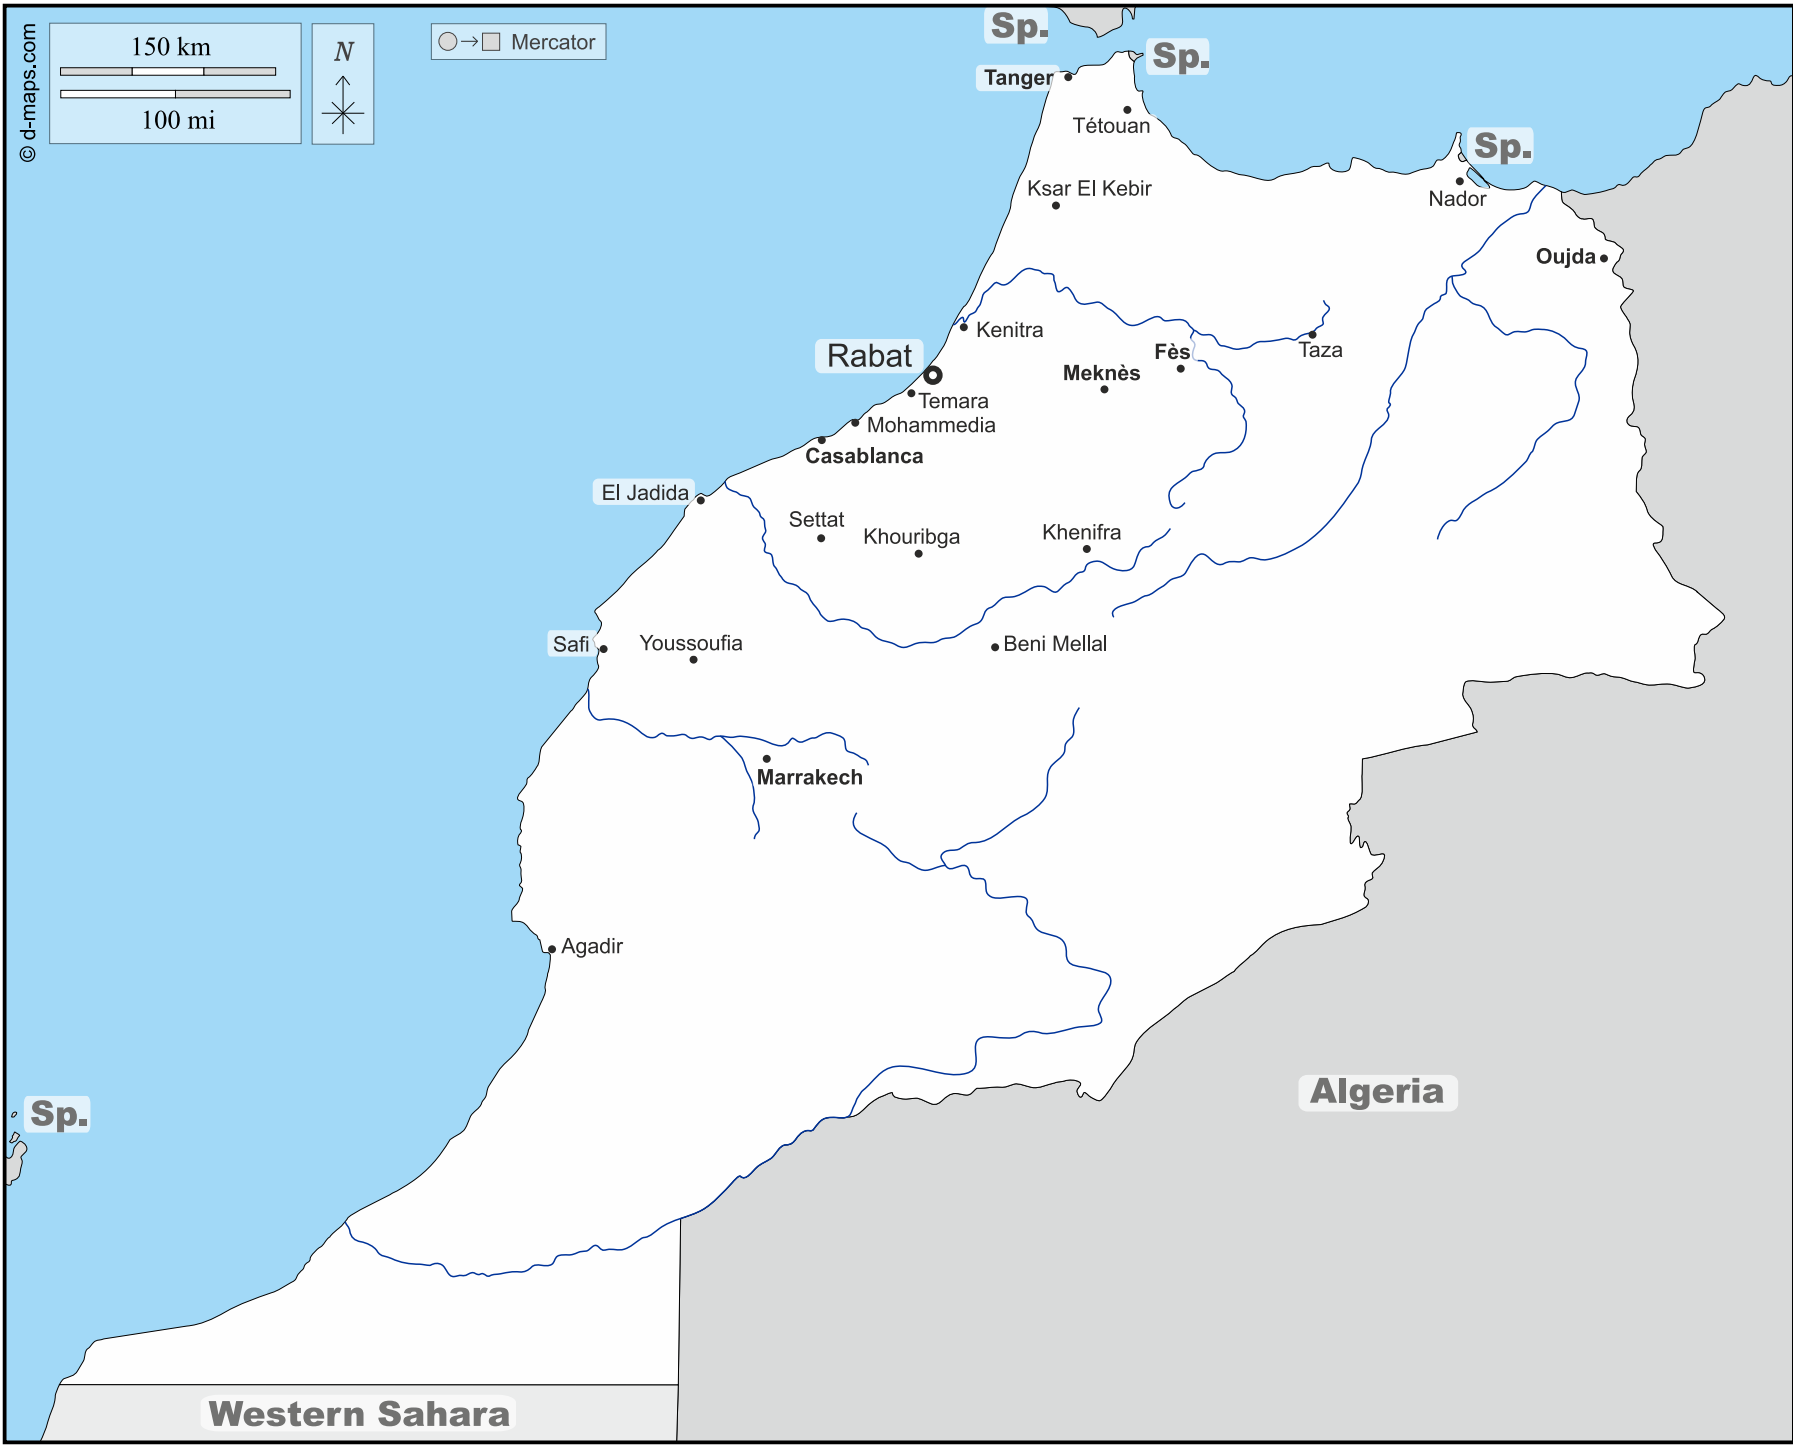 © d-maps.com
150 km
100 mi
N
Mercator
Sp.
Sp.
Tanger
Tétouan
Sp.
Ksar El Kebir
Nador
Oujda
Kenitra
Rabat
Fès
Taza
Meknès
Temara
Mohammedia
Casablanca
El Jadida
Settat
Khouribga
Khenifra
Safi
Youssoufia
Beni Mellal
Marrakech
Agadir
Algeria
Sp.
Western Sahara